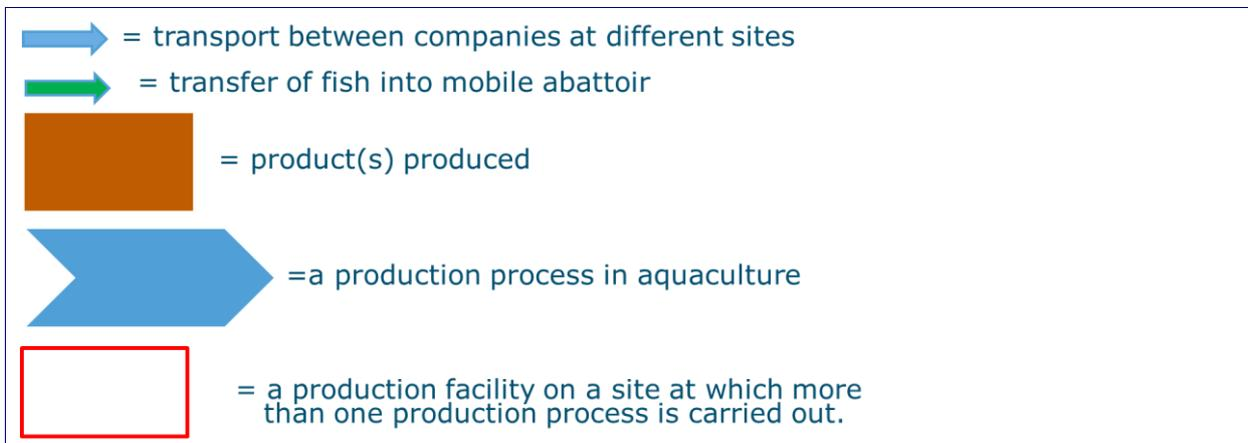 = transport between companies at different sites
= transfer of fish into mobile abattoir
= product(s) produced
=a production process in aquaculture
= a production facility on a site at which more
than one production process is carried out.